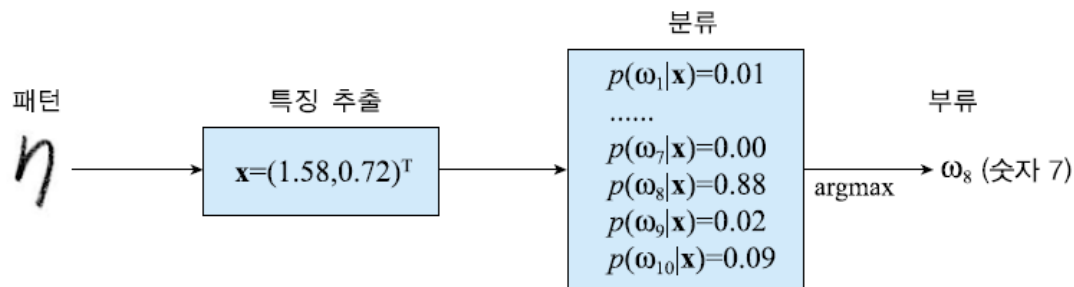 분류
패턴
특징 추출
x=(1.58,0.72)ᵀ
p(ω₁|x)=0.01
......
p(ω₇|x)=0.00
p(ω₈|x)=0.88
p(ω₉|x)=0.02
p(ω₁₀|x)=0.09
argmax
부류
ω₈ (숫자 7)